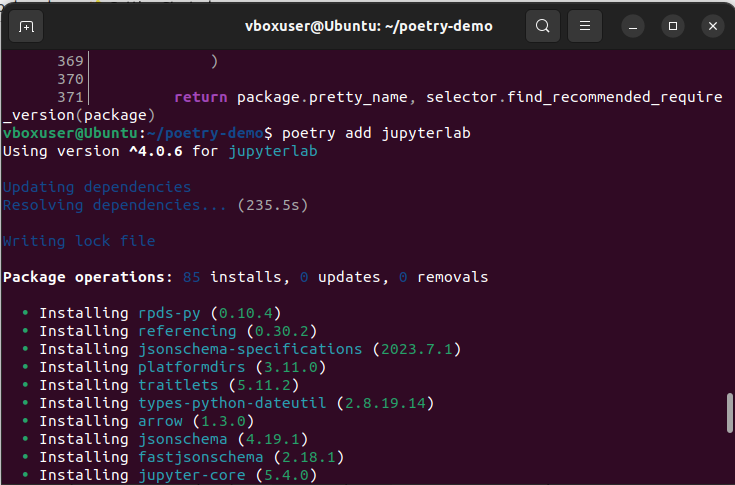 vboxuser@Ubuntu: ~/poetry-demo
369 )
370
371 return package.pretty_name, selector.find_recommended_require
_version(package)
vboxuser@Ubuntu:~/poetry-demo$ poetry add jupyterlab
Using version ^4.0.6 for jupyterlab
Updating dependencies
Resolving dependencies... (235.5s)
Writing lock file
Package operations: 85 installs, 0 updates, 0 removals
• Installing rpds-py (0.10.4)
• Installing referencing (0.30.2)
• Installing jsonschema-specifications (2023.7.1)
• Installing platformdirs (3.11.0)
• Installing traitlets (5.11.2)
• Installing types-python-dateutil (2.8.19.14)
• Installing arrow (1.3.0)
• Installing jsonschema (4.19.1)
• Installing fastjsonschema (2.18.1)
• Installing jupyter-core (5.4.0)